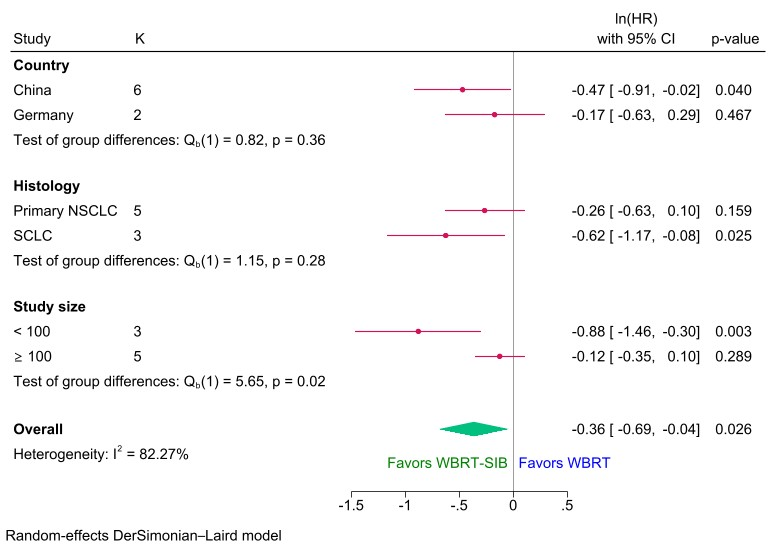 ln(HR)
Study K with 95% CI p-value
Country
China 6 -0.47 [ -0.91, -0.02] 0.040
Germany 2 -0.17 [ -0.63, 0.29] 0.467
Test of group differences: Qb(1) = 0.82, p = 0.36
Histology
Primary NSCLC 5 -0.26 [ -0.63, 0.10] 0.159
SCLC 3 -0.62 [ -1.17, -0.08] 0.025
Test of group differences: Qb(1) = 1.15, p = 0.28
Study size
< 100 3 -0.88 [ -1.46, -0.30] 0.003
≥ 100 5 -0.12 [ -0.35, 0.10] 0.289
Test of group differences: Qb(1) = 5.65, p = 0.02
Overall -0.36 [ -0.69, -0.04] 0.026
Heterogeneity: I² = 82.27%
Favors WBRT-SIB Favors WBRT
-1.5 -1 -.5 0 .5
Random-effects DerSimonian–Laird model